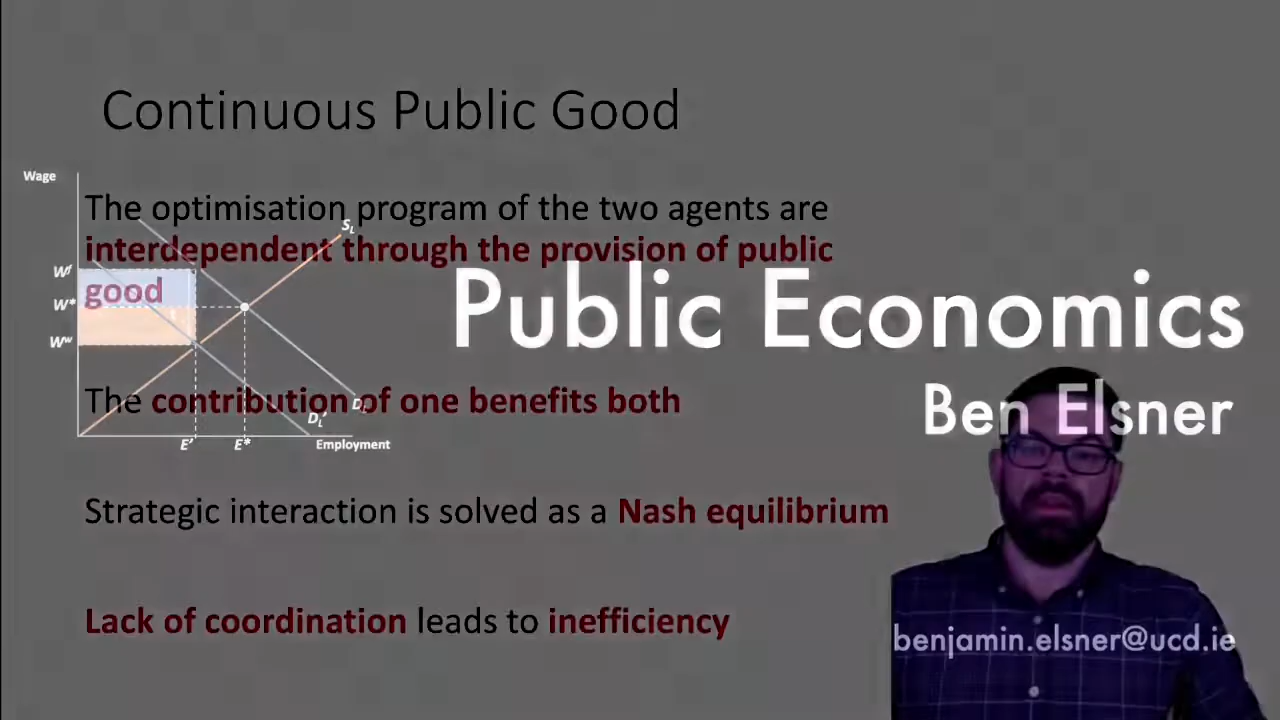 Continuous Public Good
Wage
The optimisation program of the two agents are
S_L
interdependent through the provision of public
W^f
good
W*
W^w
Public Economics
Ben Elsner
The contribution of one benefits both
D_L'
E'
E*
Employment
Strategic interaction is solved as a Nash equilibrium
Lack of coordination leads to inefficiency
benjamin.elsner@ucd.ie